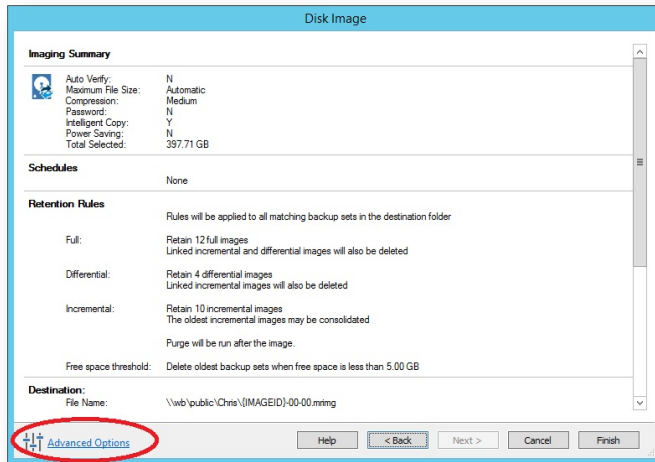 Disk Image
Imaging Summary
Auto Verify: N
Maximum File Size: Automatic
Compression: Medium
Password: N
Intelligent Copy: Y
Power Saving: N
Total Selected: 397.71 GB
Schedules
None
Retention Rules
Rules will be applied to all matching backup sets in the destination folder
Full: Retain 12 full images
Linked incremental and differential images will also be deleted
Differential: Retain 4 differential images
Linked incremental images will also be deleted
Incremental: Retain 10 incremental images
The oldest incremental images may be consolidated
Purge will be run after the image.
Free space threshold: Delete oldest backup sets when free space is less than 5.00 GB
Destination:
File Name: \\wb\public\Chris\{IMAGEID}-00-00.mrimg
Advanced Options Help < Back Next > Cancel Finish